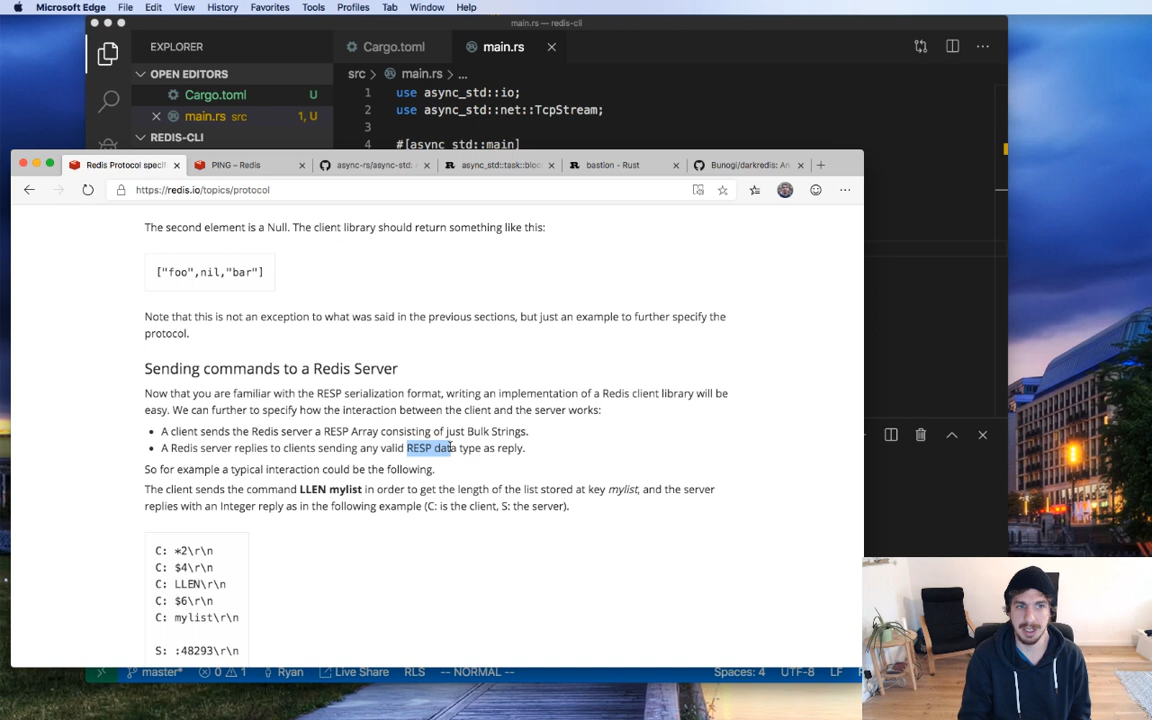 Microsoft Edge File Edit View History Favorites Tools Profiles Tab Window Help
main.rs — redis-cli
EXPLORER Cargo.toml main.rs
OPEN EDITORS src > main.rs > ...
Cargo.toml U 1 use async_std::io;
main.rs src 1, U 2 use async_std::net::TcpStream;
REDIS-CLI 3
4 #[async_std::main]
Redis Protocol specif PING – Redis async-rs/async-std: async_std::task::bloc bastion - Rust Bunogi/darkredis: An
https://redis.io/topics/protocol
The second element is a Null. The client library should return something like this:
["foo",nil,"bar"]
Note that this is not an exception to what was said in the previous sections, but just an example to further specify the
protocol.
Sending commands to a Redis Server
Now that you are familiar with the RESP serialization format, writing an implementation of a Redis client library will be
easy. We can further to specify how the interaction between the client and the server works:
• A client sends the Redis server a RESP Array consisting of just Bulk Strings.
• A Redis server replies to clients sending any valid RESP data type as reply.
So for example a typical interaction could be the following.
The client sends the command LLEN mylist in order to get the length of the list stored at key mylist, and the server
replies with an Integer reply as in the following example (C: is the client, S: the server).
C: *2\r\n
C: $4\r\n
C: LLEN\r\n
C: $6\r\n
C: mylist\r\n
S: :48293\r\n
master* 0 1 Ryan Live Share RLS -- NORMAL -- Spaces: 4 UTF-8 LF